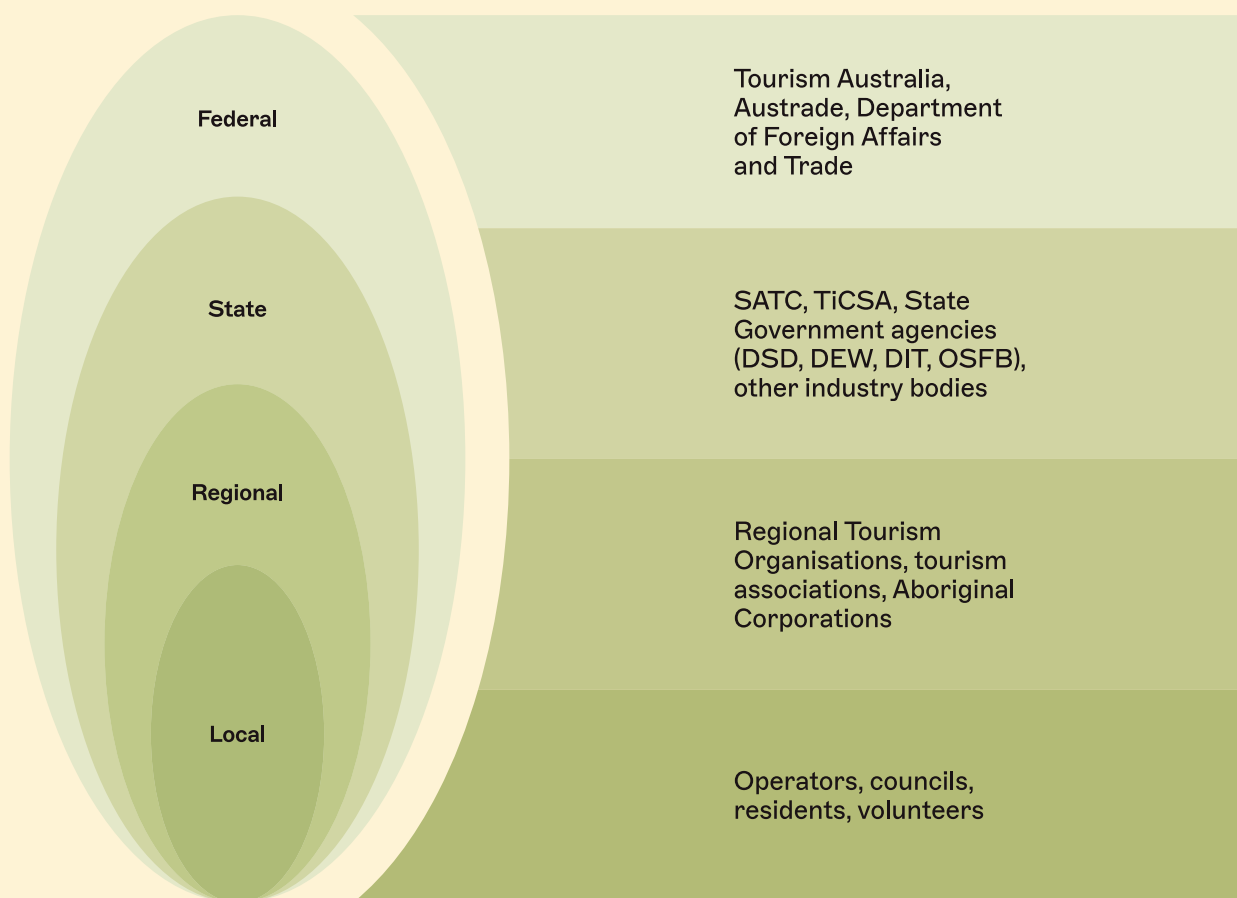 Federal
Tourism Australia,
Austrade, Department
of Foreign Affairs
and Trade
State
SATC, TiCSA, State
Government agencies
(DSD, DEW, DIT, OSFB),
other industry bodies
Regional
Regional Tourism
Organisations, tourism
associations, Aboriginal
Corporations
Local
Operators, councils,
residents, volunteers